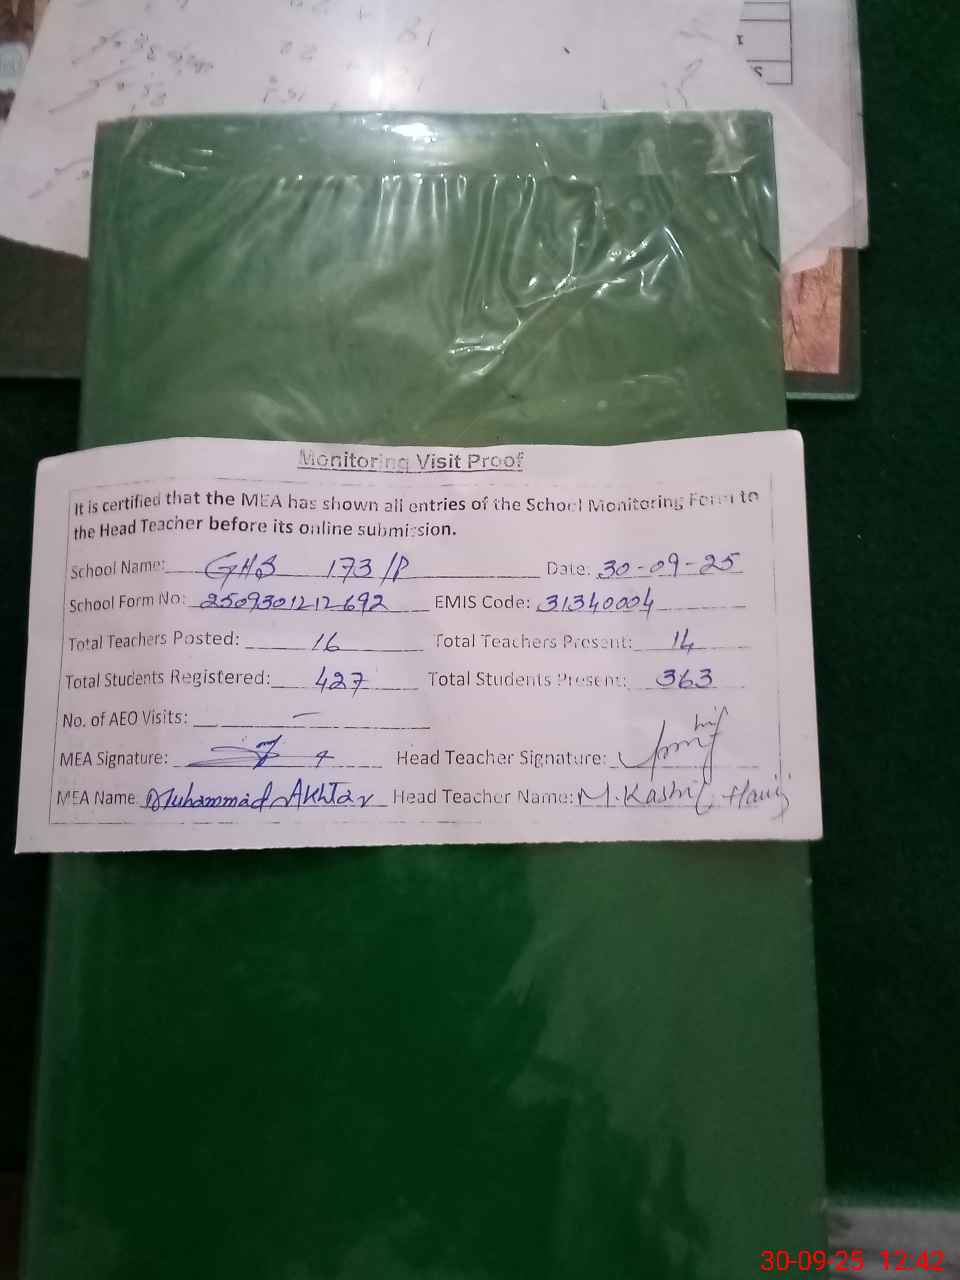 Monitoring Visit Proof
It is certified that the MEA has shown all entries of the School Monitoring Form to
the Head Teacher before its online submission.
School Name: GHS 173/P Date: 30-09-25
School Form No: 2509301212692 EMIS Code: 31340004
Total Teachers Posted: 16 Total Teachers Present: 14
Total Students Registered: 427 Total Students Present: 363
No. of AEO Visits: —
MEA Signature: Head Teacher Signature:
MEA Name: Muhammad Akhtar Head Teacher Name: M. Kashif
30-09-25 12:42